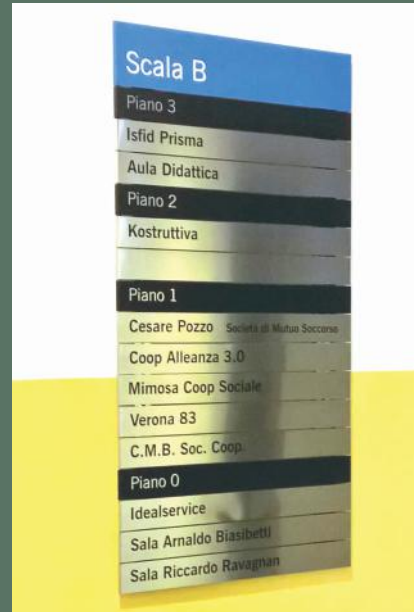 Scala B
Piano 3
Isfid Prisma
Aula Didattica
Piano 2
Kostruttiva
Piano 1
Cesare Pozzo Società di Mutuo Soccorso
Coop Alleanza 3.0
Mimosa Coop Sociale
Verona 83
C.M.B. Soc. Coop.
Piano 0
Idealservice
Sala Arnaldo Biasibetti
Sala Riccardo Ravagnan